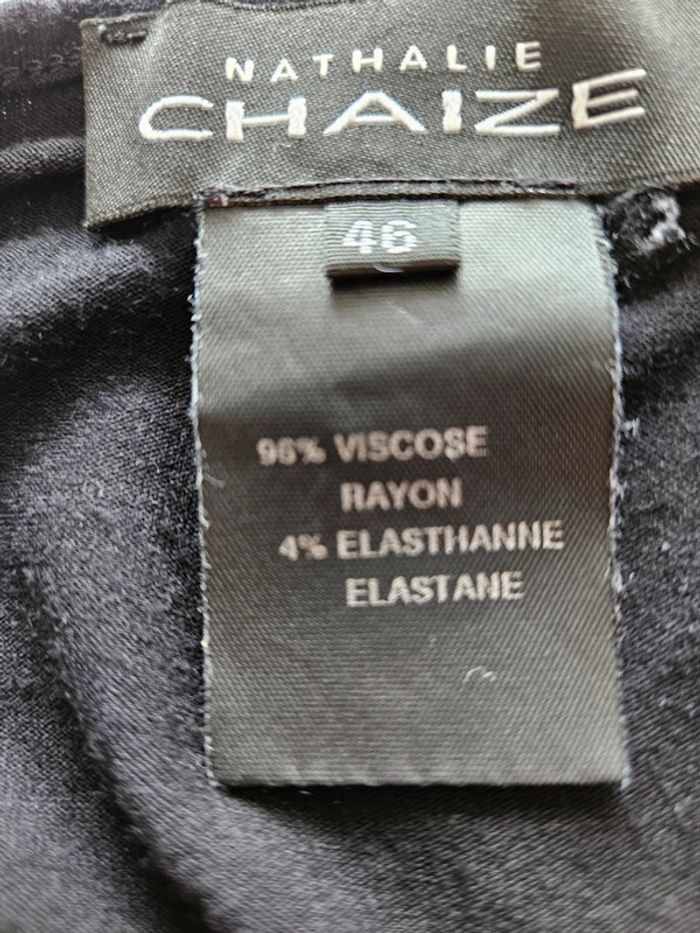 NATHALIE
CHAIZE
46
96% VISCOSE
RAYON
4% ELASTHANNE
ELASTANE